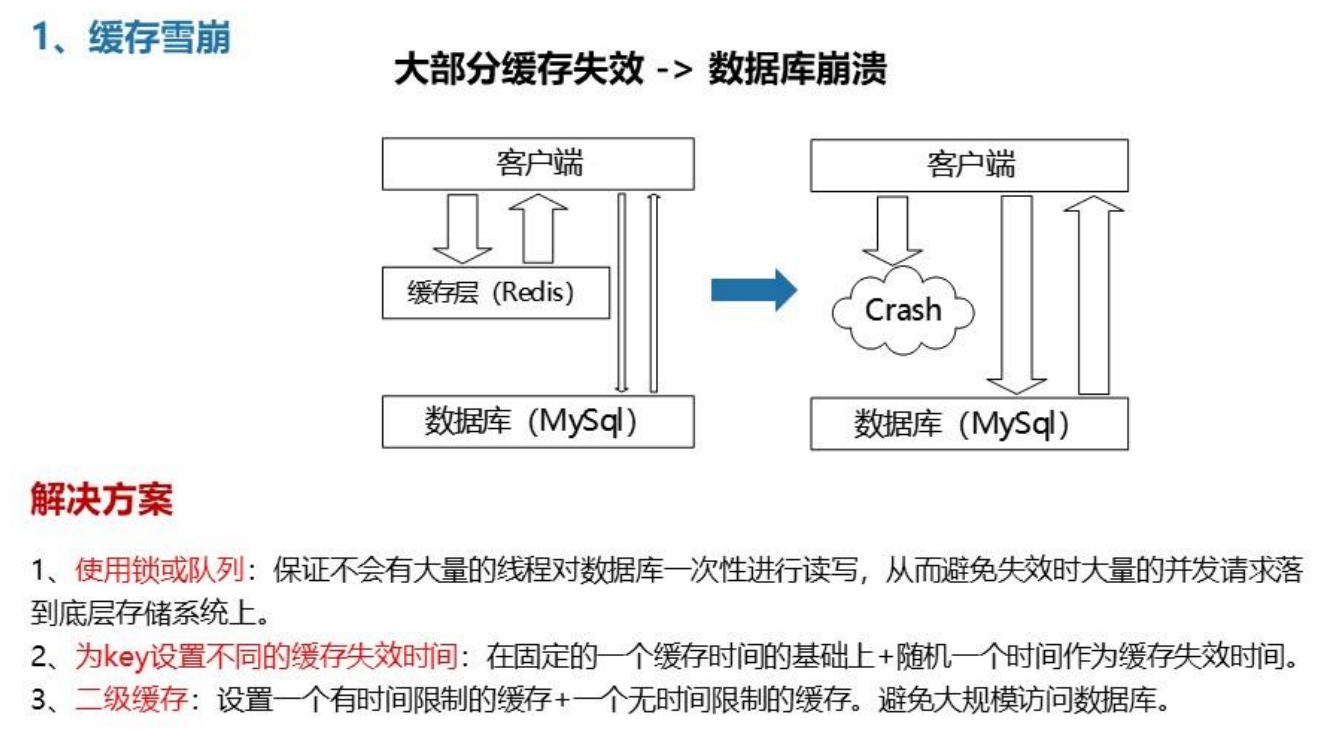 1、缓存雪崩
大部分缓存失效 -> 数据库崩溃
客户端
缓存层（Redis）
数据库（MySql）
客户端
Crash
数据库（MySql）
解决方案
1、使用锁或队列：保证不会有大量的线程对数据库一次性进行读写，从而避免失效时大量的并发请求落
到底层存储系统上。
2、为key设置不同的缓存失效时间：在固定的一个缓存时间的基础上+随机一个时间作为缓存失效时间。
3、二级缓存：设置一个有时间限制的缓存+一个无时间限制的缓存。避免大规模访问数据库。